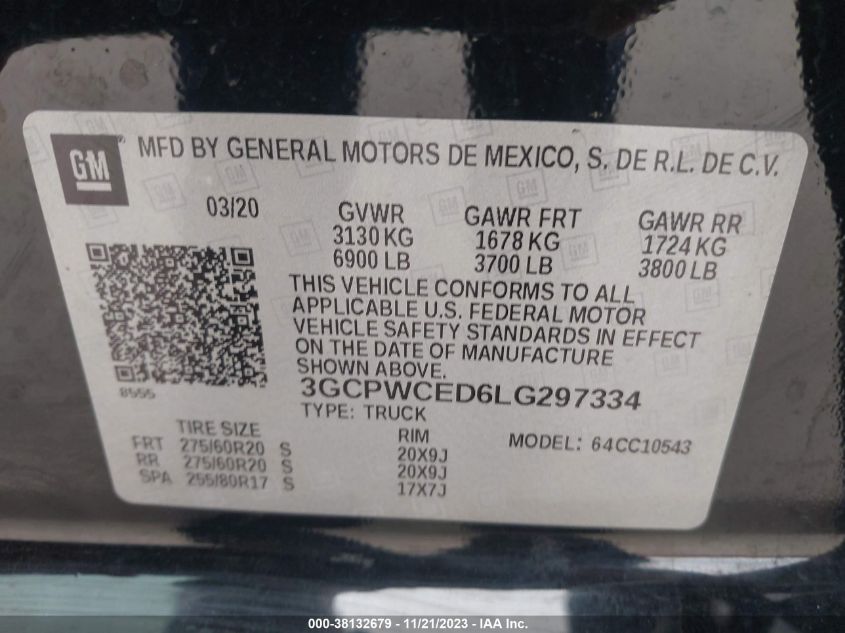 GM
MFD BY GENERAL MOTORS DE MEXICO, S. DE R.L. DE C.V.
03/20 GVWR GAWR FRT GAWR RR
3130 KG 1678 KG 1724 KG
6900 LB 3700 LB 3800 LB
THIS VEHICLE CONFORMS TO ALL
APPLICABLE U.S. FEDERAL MOTOR
VEHICLE SAFETY STANDARDS IN EFFECT
ON THE DATE OF MANUFACTURE
SHOWN ABOVE.
8555
3GCPWCED6LG297334
TYPE: TRUCK
TIRE SIZE RIM MODEL: 64CC10543
FRT 275/60R20 S 20X9J
RR 275/60R20 S 20X9J
SPA 255/80R17 S 17X7J
000-38132679 - 11/21/2023 - IAA Inc.